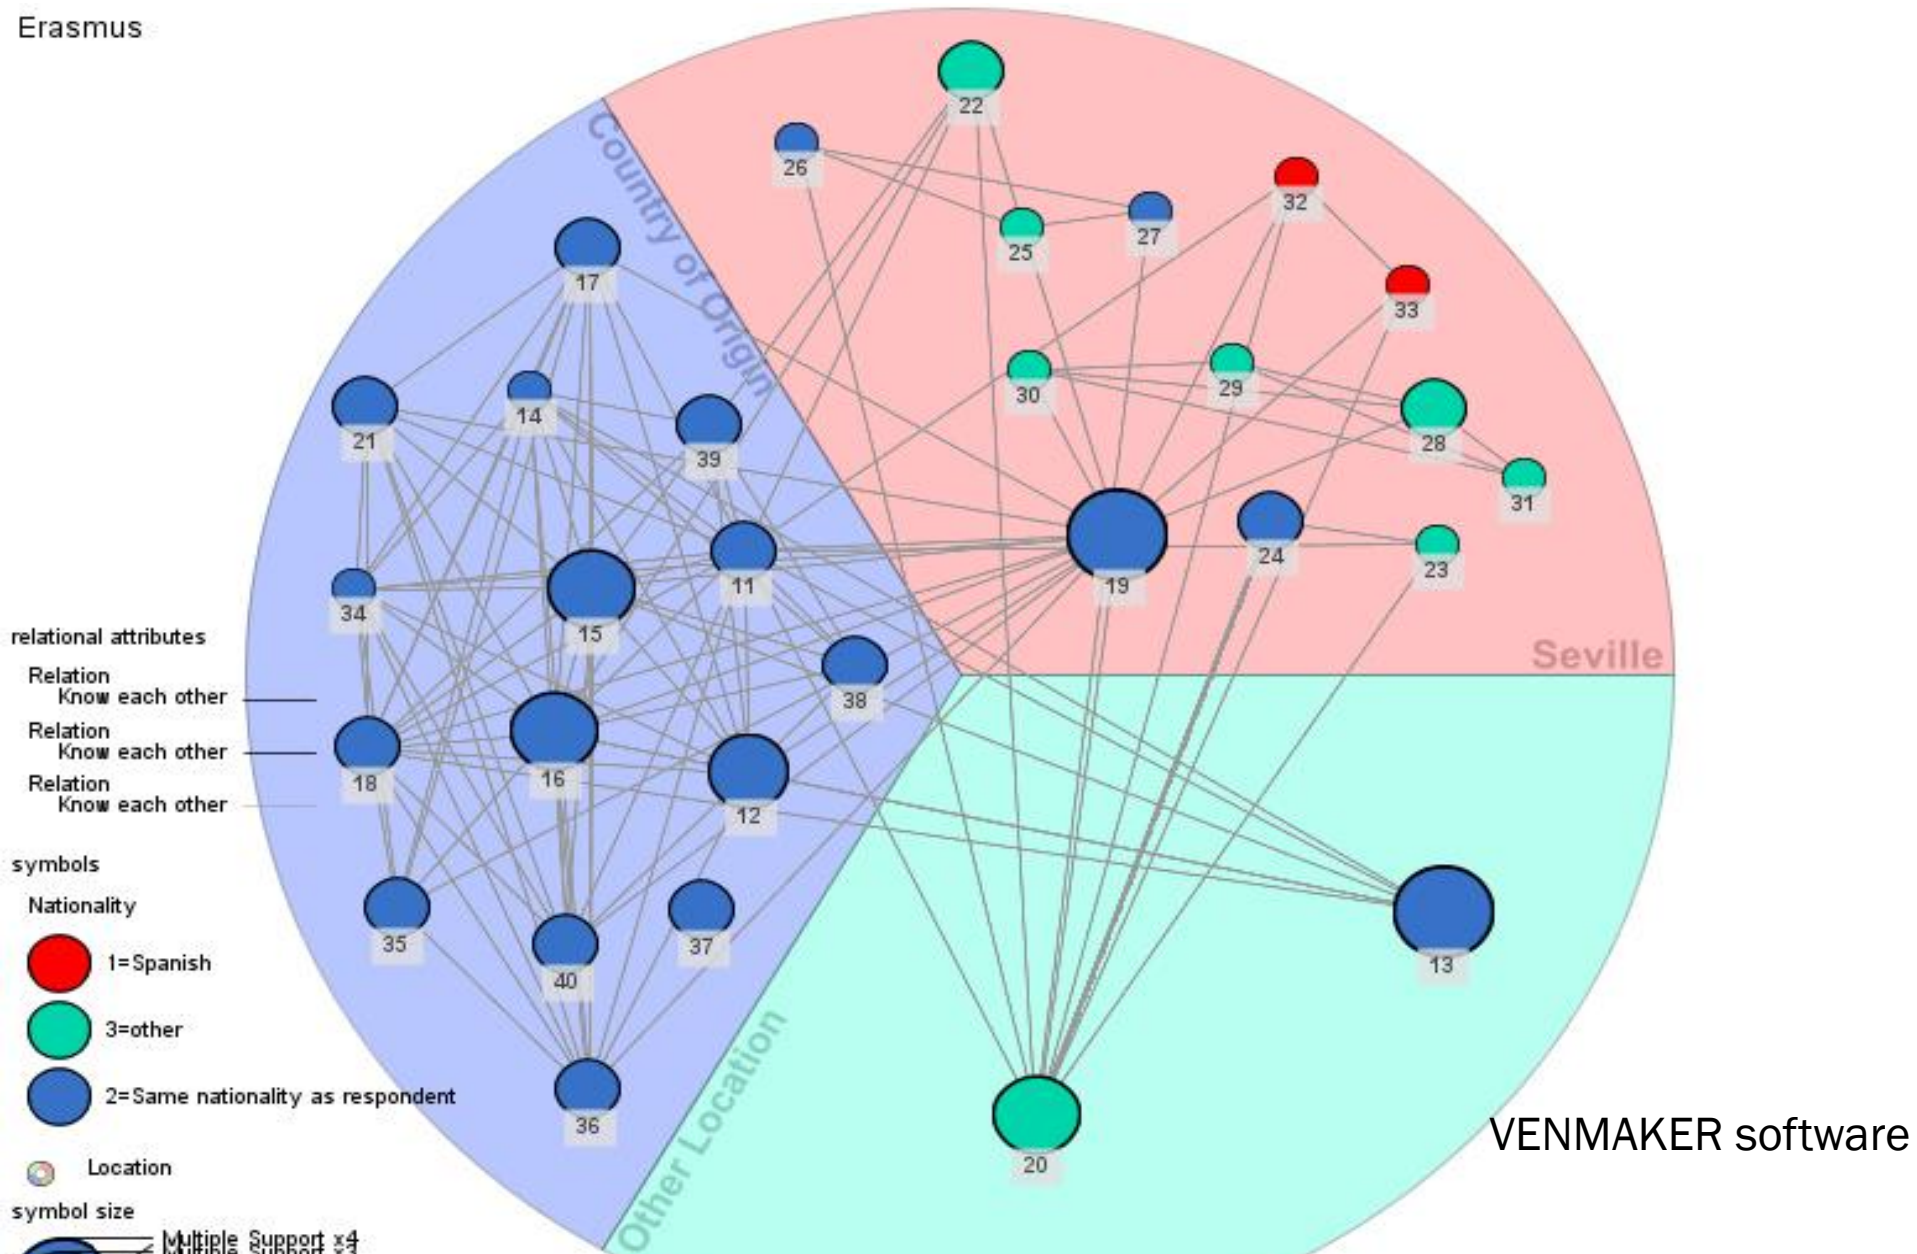 Erasmus
22
26
32
25
27
Country of Origin
17
33
30
29
14
21
39
28
31
24
23
11
19
34
15
relational attributes
Seville
Relation
Know each other
38
Relation
Know each other
18
16
Relation
Know each other
12
symbols
Nationality
35
37
1=Spanish
13
40
3=other
2=Same nationality as respondent
36
VENMAKER software
Other Location
20
Location
symbol size
Multiple Support x4